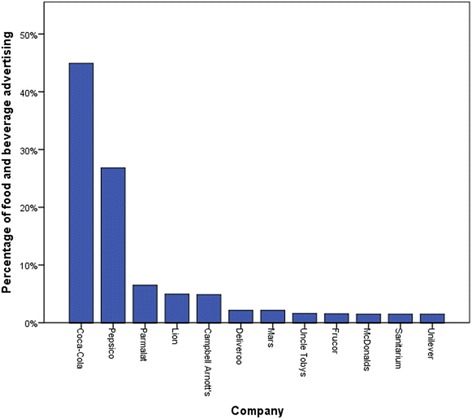 Percentage of food and beverage advertising
50%
40%
30%
20%
10%
0%
Coca-Cola
Pepsico
Parmalat
Lion
Campbell Arnott's
Deliveroo
Mars
Uncle Tobys
Frucor
McDonalds
Sanitarium
Unilever
Company